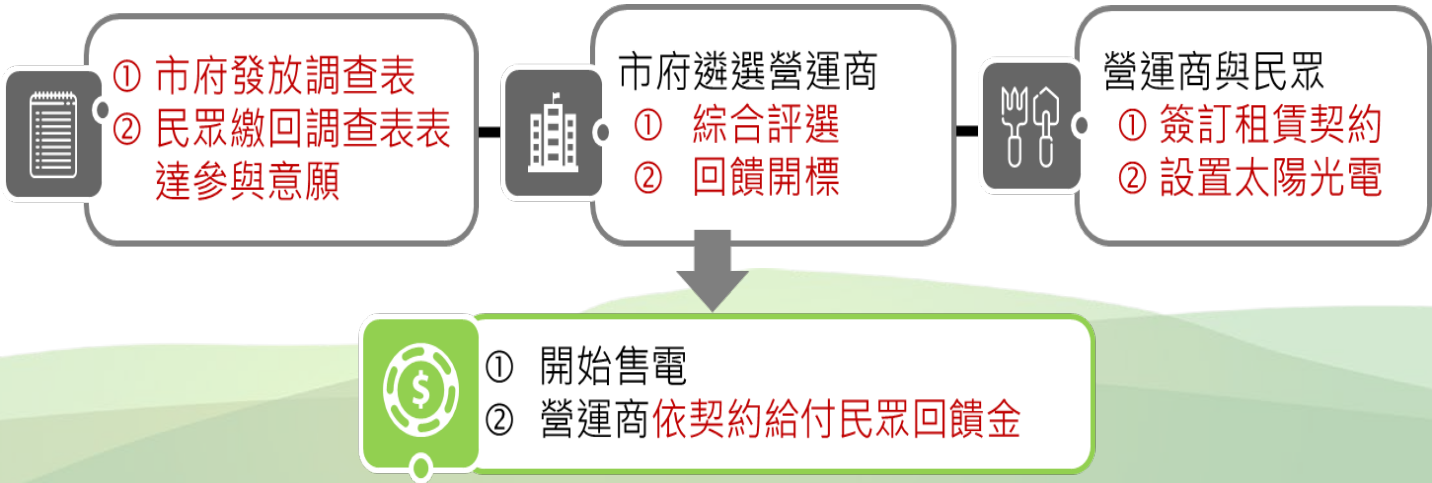 ① 市府發放調查表
② 民眾繳回調查表表
達參與意願
市府遴選營運商
① 綜合評選
② 回饋開標
營運商與民眾
① 簽訂租賃契約
② 設置太陽光電
$
① 開始售電
② 營運商依契約給付民眾回饋金